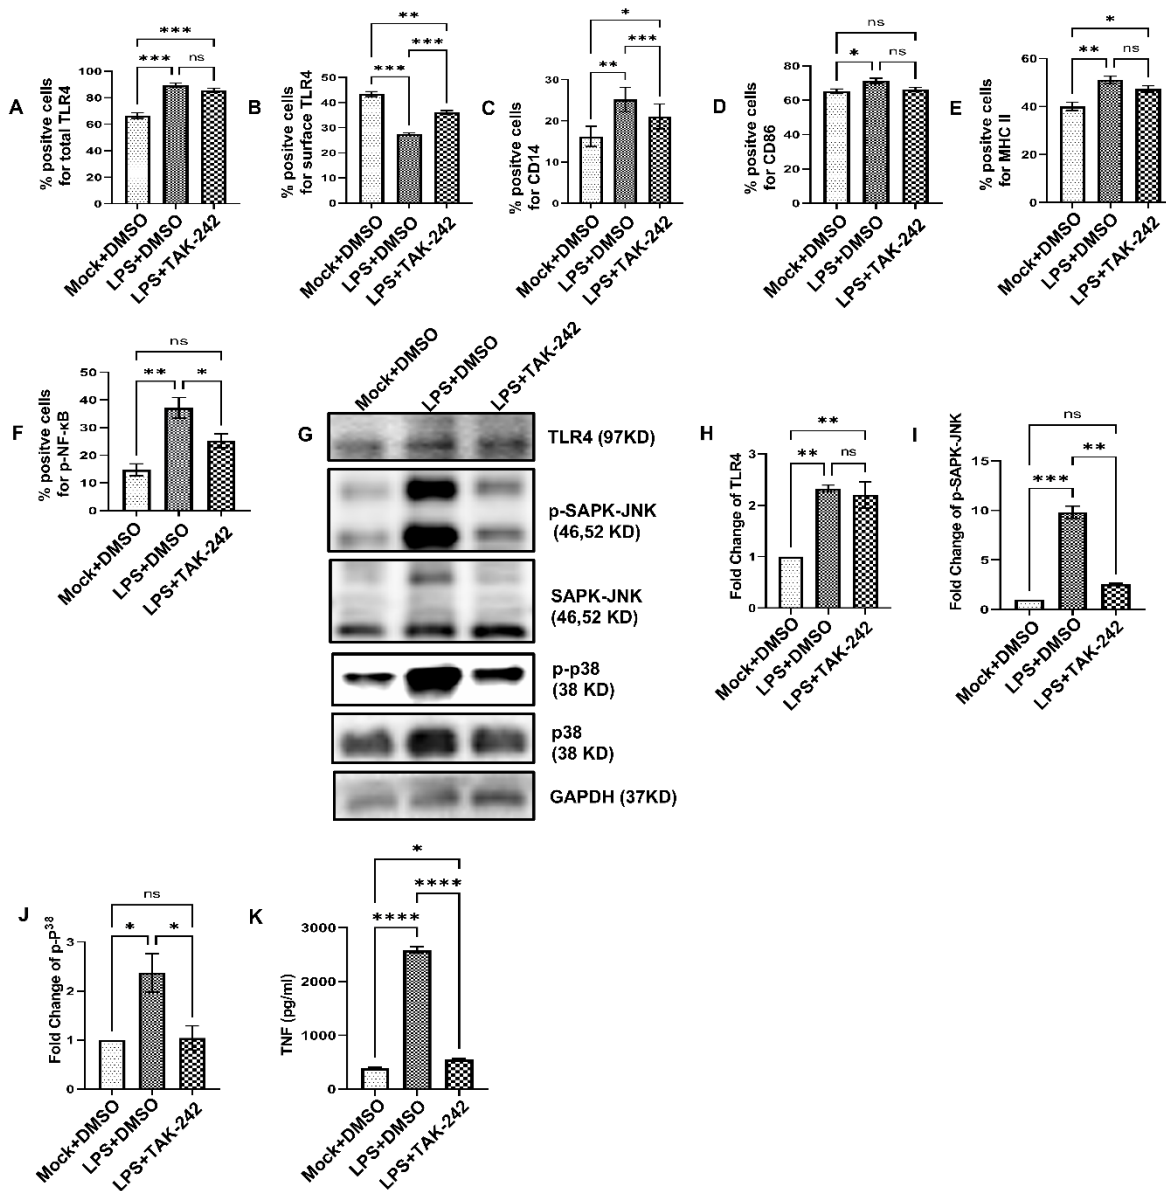 A
% positve cells
for total TLR4
***
***
ns
100
80
60
40
20
0
Mock+DMSO
LPS+DMSO
LPS+TAK-242
B
% positive cells
for surface TLR4
**
***
***
50
40
30
20
10
0
Mock+DMSO
LPS+DMSO
LPS+TAK-242
C
% positve cells
for CD14
*
***
**
30
20
10
0
Mock+DMSO
LPS+DMSO
LPS+TAK-242
D
% positve cells
for CD86
ns
*
ns
80
60
40
20
0
Mock+DMSO
LPS+DMSO
LPS+TAK-242
E
% positve cells
for MHC II
*
**
ns
60
40
20
0
Mock+DMSO
LPS+DMSO
LPS+TAK-242
F
% positve cells
for p-NF-κB
ns
**
*
50
40
30
20
10
0
Mock+DMSO
LPS+DMSO
LPS+TAK-242
G
Mock+DMSO
LPS+DMSO
LPS+TAK-242
TLR4 (97KD)
p-SAPK-JNK
(46,52 KD)
SAPK-JNK
(46,52 KD)
p-p38
(38 KD)
p38
(38 KD)
GAPDH (37KD)
H
Fold Change of TLR4
**
**
ns
3
2
1
0
Mock+DMSO
LPS+DMSO
LPS+TAK-242
I
Fold Change of p-SAPK-JNK
ns
**
***
15
10
5
0
Mock+DMSO
LPS+DMSO
LPS+TAK-242
J
Fold Change of p-P38
ns
*
*
3
2
1
0
Mock+DMSO
LPS+DMSO
LPS+TAK-242
K
TNF (pg/ml)
*
****
****
3000
2000
1000
0
Mock+DMSO
LPS+DMSO
LPS+TAK-242